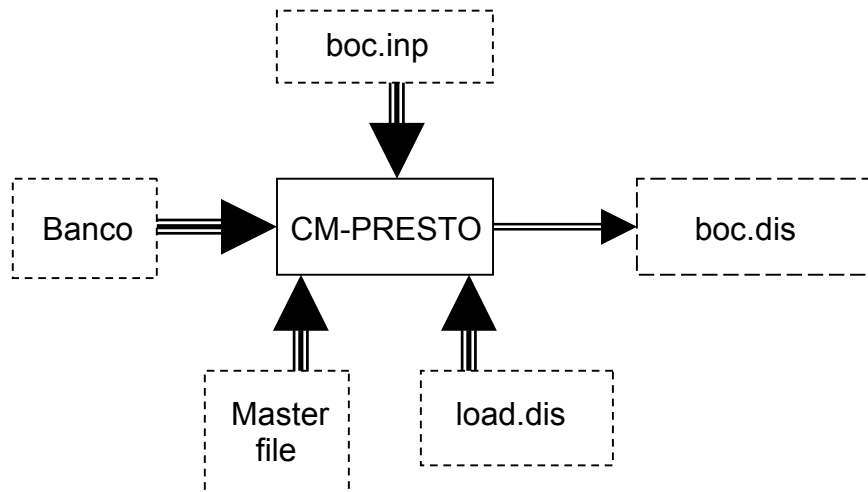 boc.inp
Banco
CM-PRESTO
boc.dis
Master
file
load.dis